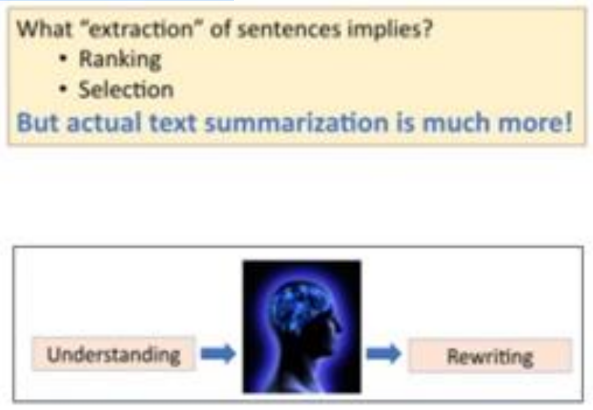 What “extraction” of sentences implies?
• Ranking
• Selection
But actual text summarization is much more!
Understanding
Rewriting